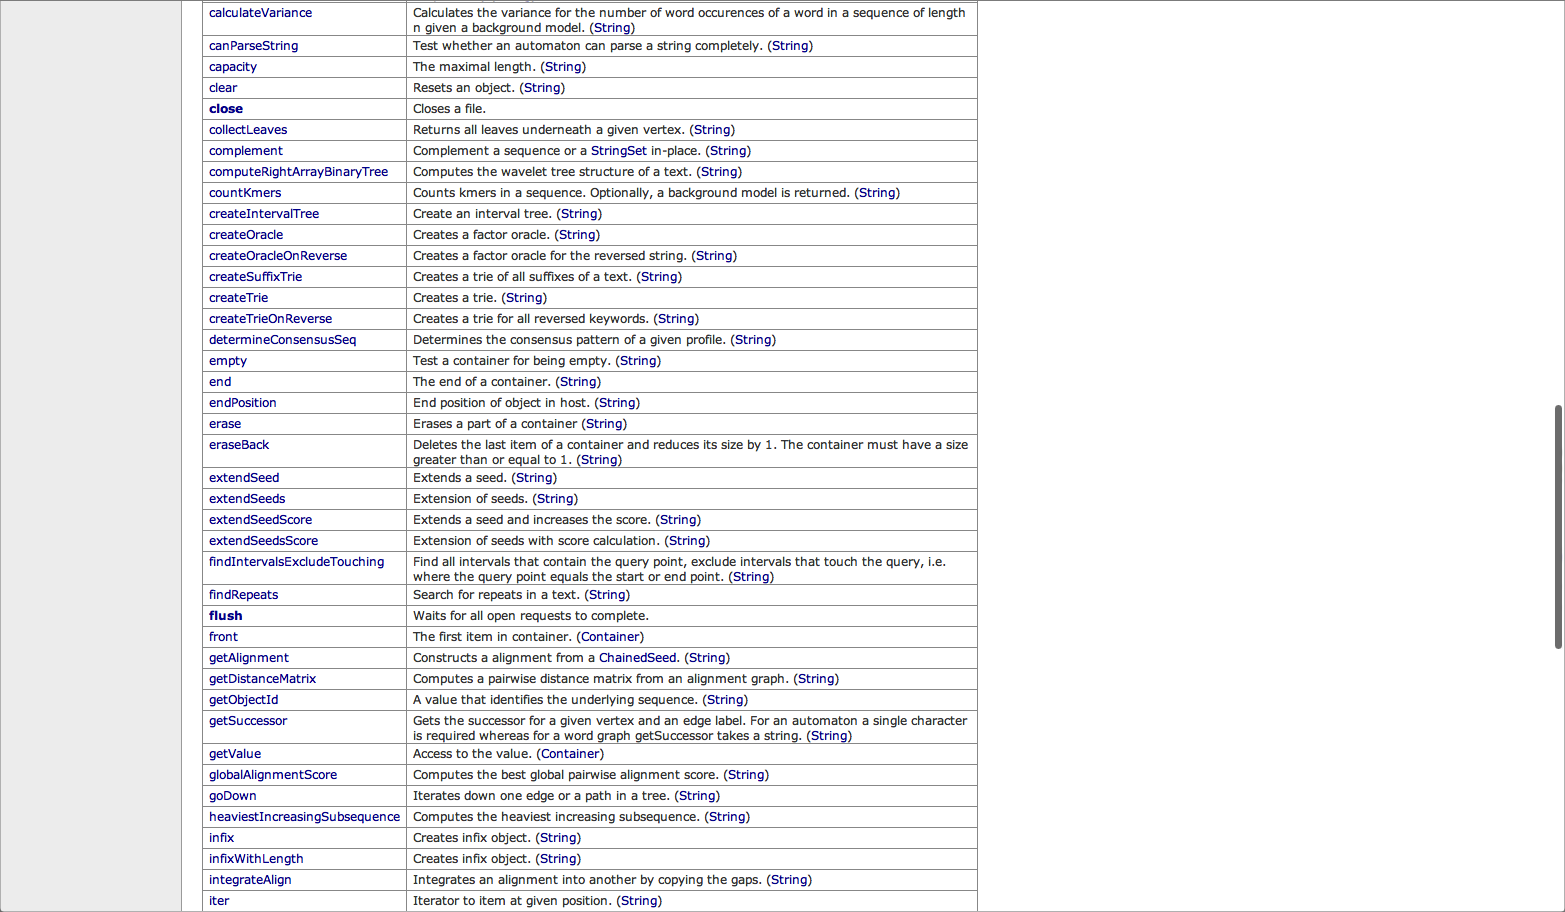 calculateVariance Calculates the variance for the number of word occurences of a word in a sequence of length
n given a background model. (String)
canParseString Test whether an automaton can parse a string completely. (String)
capacity The maximal length. (String)
clear Resets an object. (String)
close Closes a file.
collectLeaves Returns all leaves underneath a given vertex. (String)
complement Complement a sequence or a StringSet in-place. (String)
computeRightArrayBinaryTree Computes the wavelet tree structure of a text. (String)
countKmers Counts kmers in a sequence. Optionally, a background model is returned. (String)
createIntervalTree Create an interval tree. (String)
createOracle Creates a factor oracle. (String)
createOracleOnReverse Creates a factor oracle for the reversed string. (String)
createSuffixTrie Creates a trie of all suffixes of a text. (String)
createTrie Creates a trie. (String)
createTrieOnReverse Creates a trie for all reversed keywords. (String)
determineConsensusSeq Determines the consensus pattern of a given profile. (String)
empty Test a container for being empty. (String)
end The end of a container. (String)
endPosition End position of object in host. (String)
erase Erases a part of a container (String)
eraseBack Deletes the last item of a container and reduces its size by 1. The container must have a size
greater than or equal to 1. (String)
extendSeed Extends a seed. (String)
extendSeeds Extension of seeds. (String)
extendSeedScore Extends a seed and increases the score. (String)
extendSeedsScore Extension of seeds with score calculation. (String)
findIntervalsExcludeTouching Find all intervals that contain the query point, exclude intervals that touch the query, i.e.
where the query point equals the start or end point. (String)
findRepeats Search for repeats in a text. (String)
flush Waits for all open requests to complete.
front The first item in container. (Container)
getAlignment Constructs a alignment from a ChainedSeed. (String)
getDistanceMatrix Computes a pairwise distance matrix from an alignment graph. (String)
getObjectId A value that identifies the underlying sequence. (String)
getSuccessor Gets the successor for a given vertex and an edge label. For an automaton a single character
is required whereas for a word graph getSuccessor takes a string. (String)
getValue Access to the value. (Container)
globalAlignmentScore Computes the best global pairwise alignment score. (String)
goDown Iterates down one edge or a path in a tree. (String)
heaviestIncreasingSubsequence Computes the heaviest increasing subsequence. (String)
infix Creates infix object. (String)
infixWithLength Creates infix object. (String)
integrateAlign Integrates an alignment into another by copying the gaps. (String)
iter Iterator to item at given position. (String)